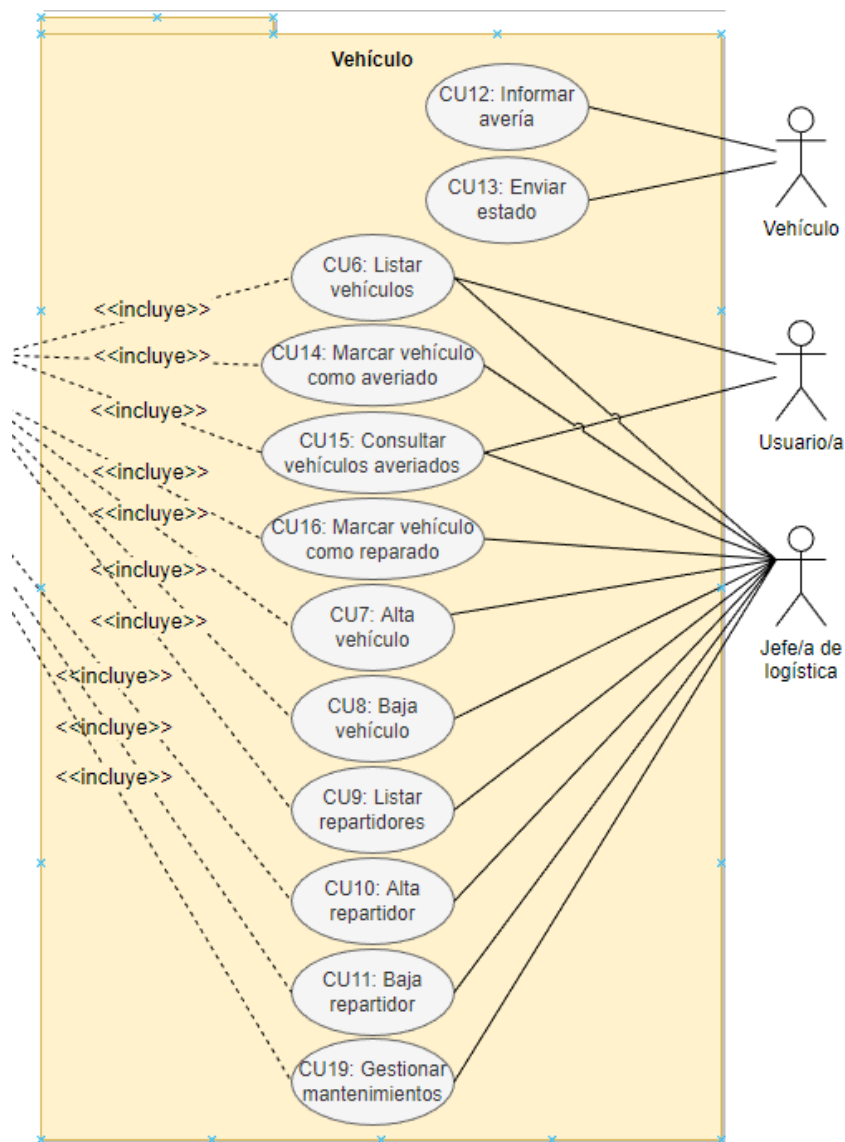 Vehículo
CU12: Informar
avería
CU13: Enviar
estado
Vehículo
CU6: Listar
vehículos
<<incluye>>
CU14: Marcar vehículo
como averiado
<<incluye>>
CU15: Consultar
vehículos averiados
<<incluye>>
Usuario/a
CU16: Marcar vehículo
como reparado
<<incluye>>
<<incluye>>
CU7: Alta
vehículo
<<incluye>>
<<incluye>>
Jefe/a de
logística
CU8: Baja
vehículo
<<incluye>>
<<incluye>>
<<incluye>>
CU9: Listar
repartidores
CU10: Alta
repartidor
CU11: Baja
repartidor
CU19: Gestionar
mantenimientos